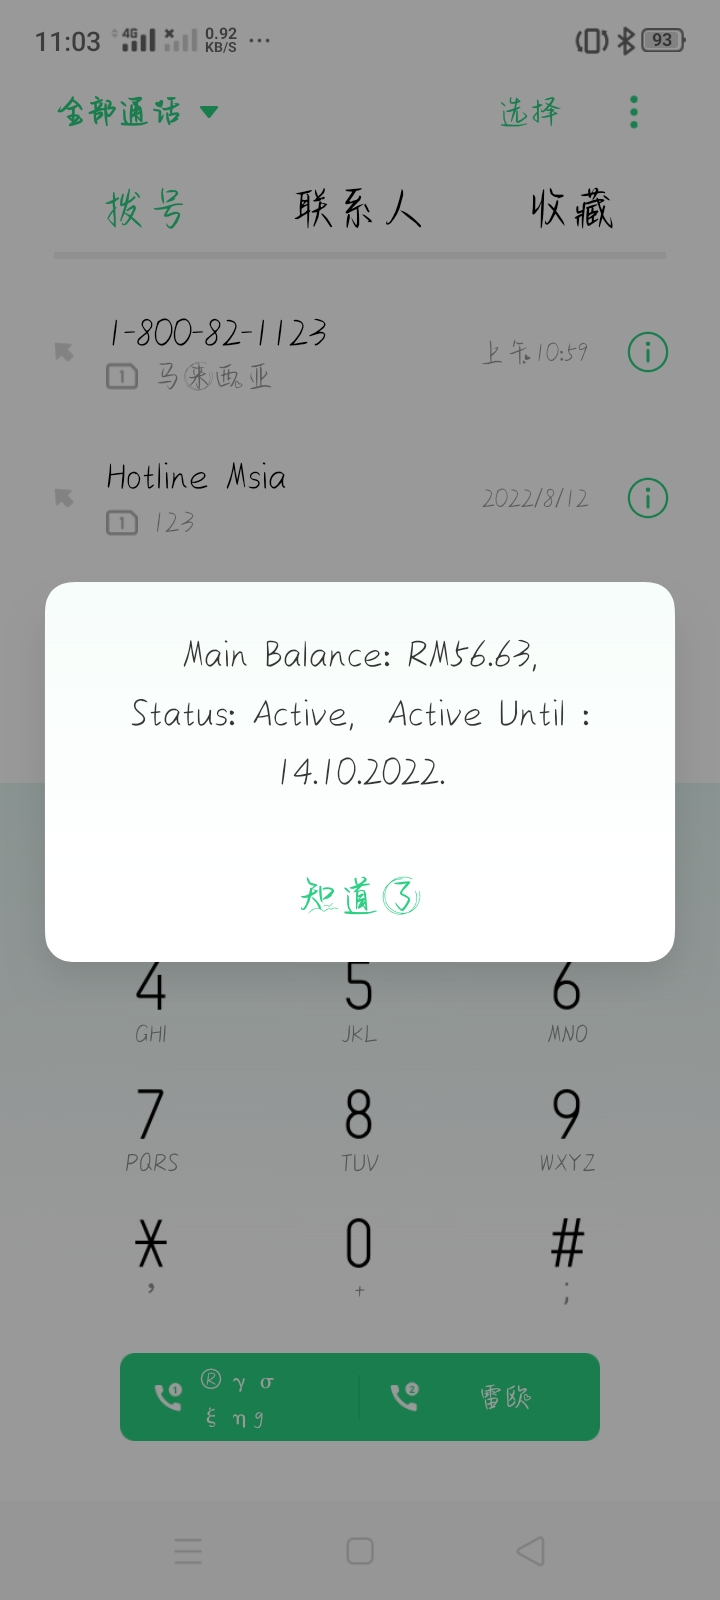 11:03 4G 0.92 KB/S ... 93
全部通话 选择
拨号 联系人 收藏
1-800-82-1123
上午10:59
1 马来西亚
Hotline Msia
2022/8/12
1 123
Main Balance: RM56.63,
Status: Active, Active Until :
14.10.2022.
知道了
4 5 6
GHI JKL MNO
7 8 9
PQRS TUV WXYZ
* 0 #
, + ;
1 ® γ σ 2 雷欧
ξ η g